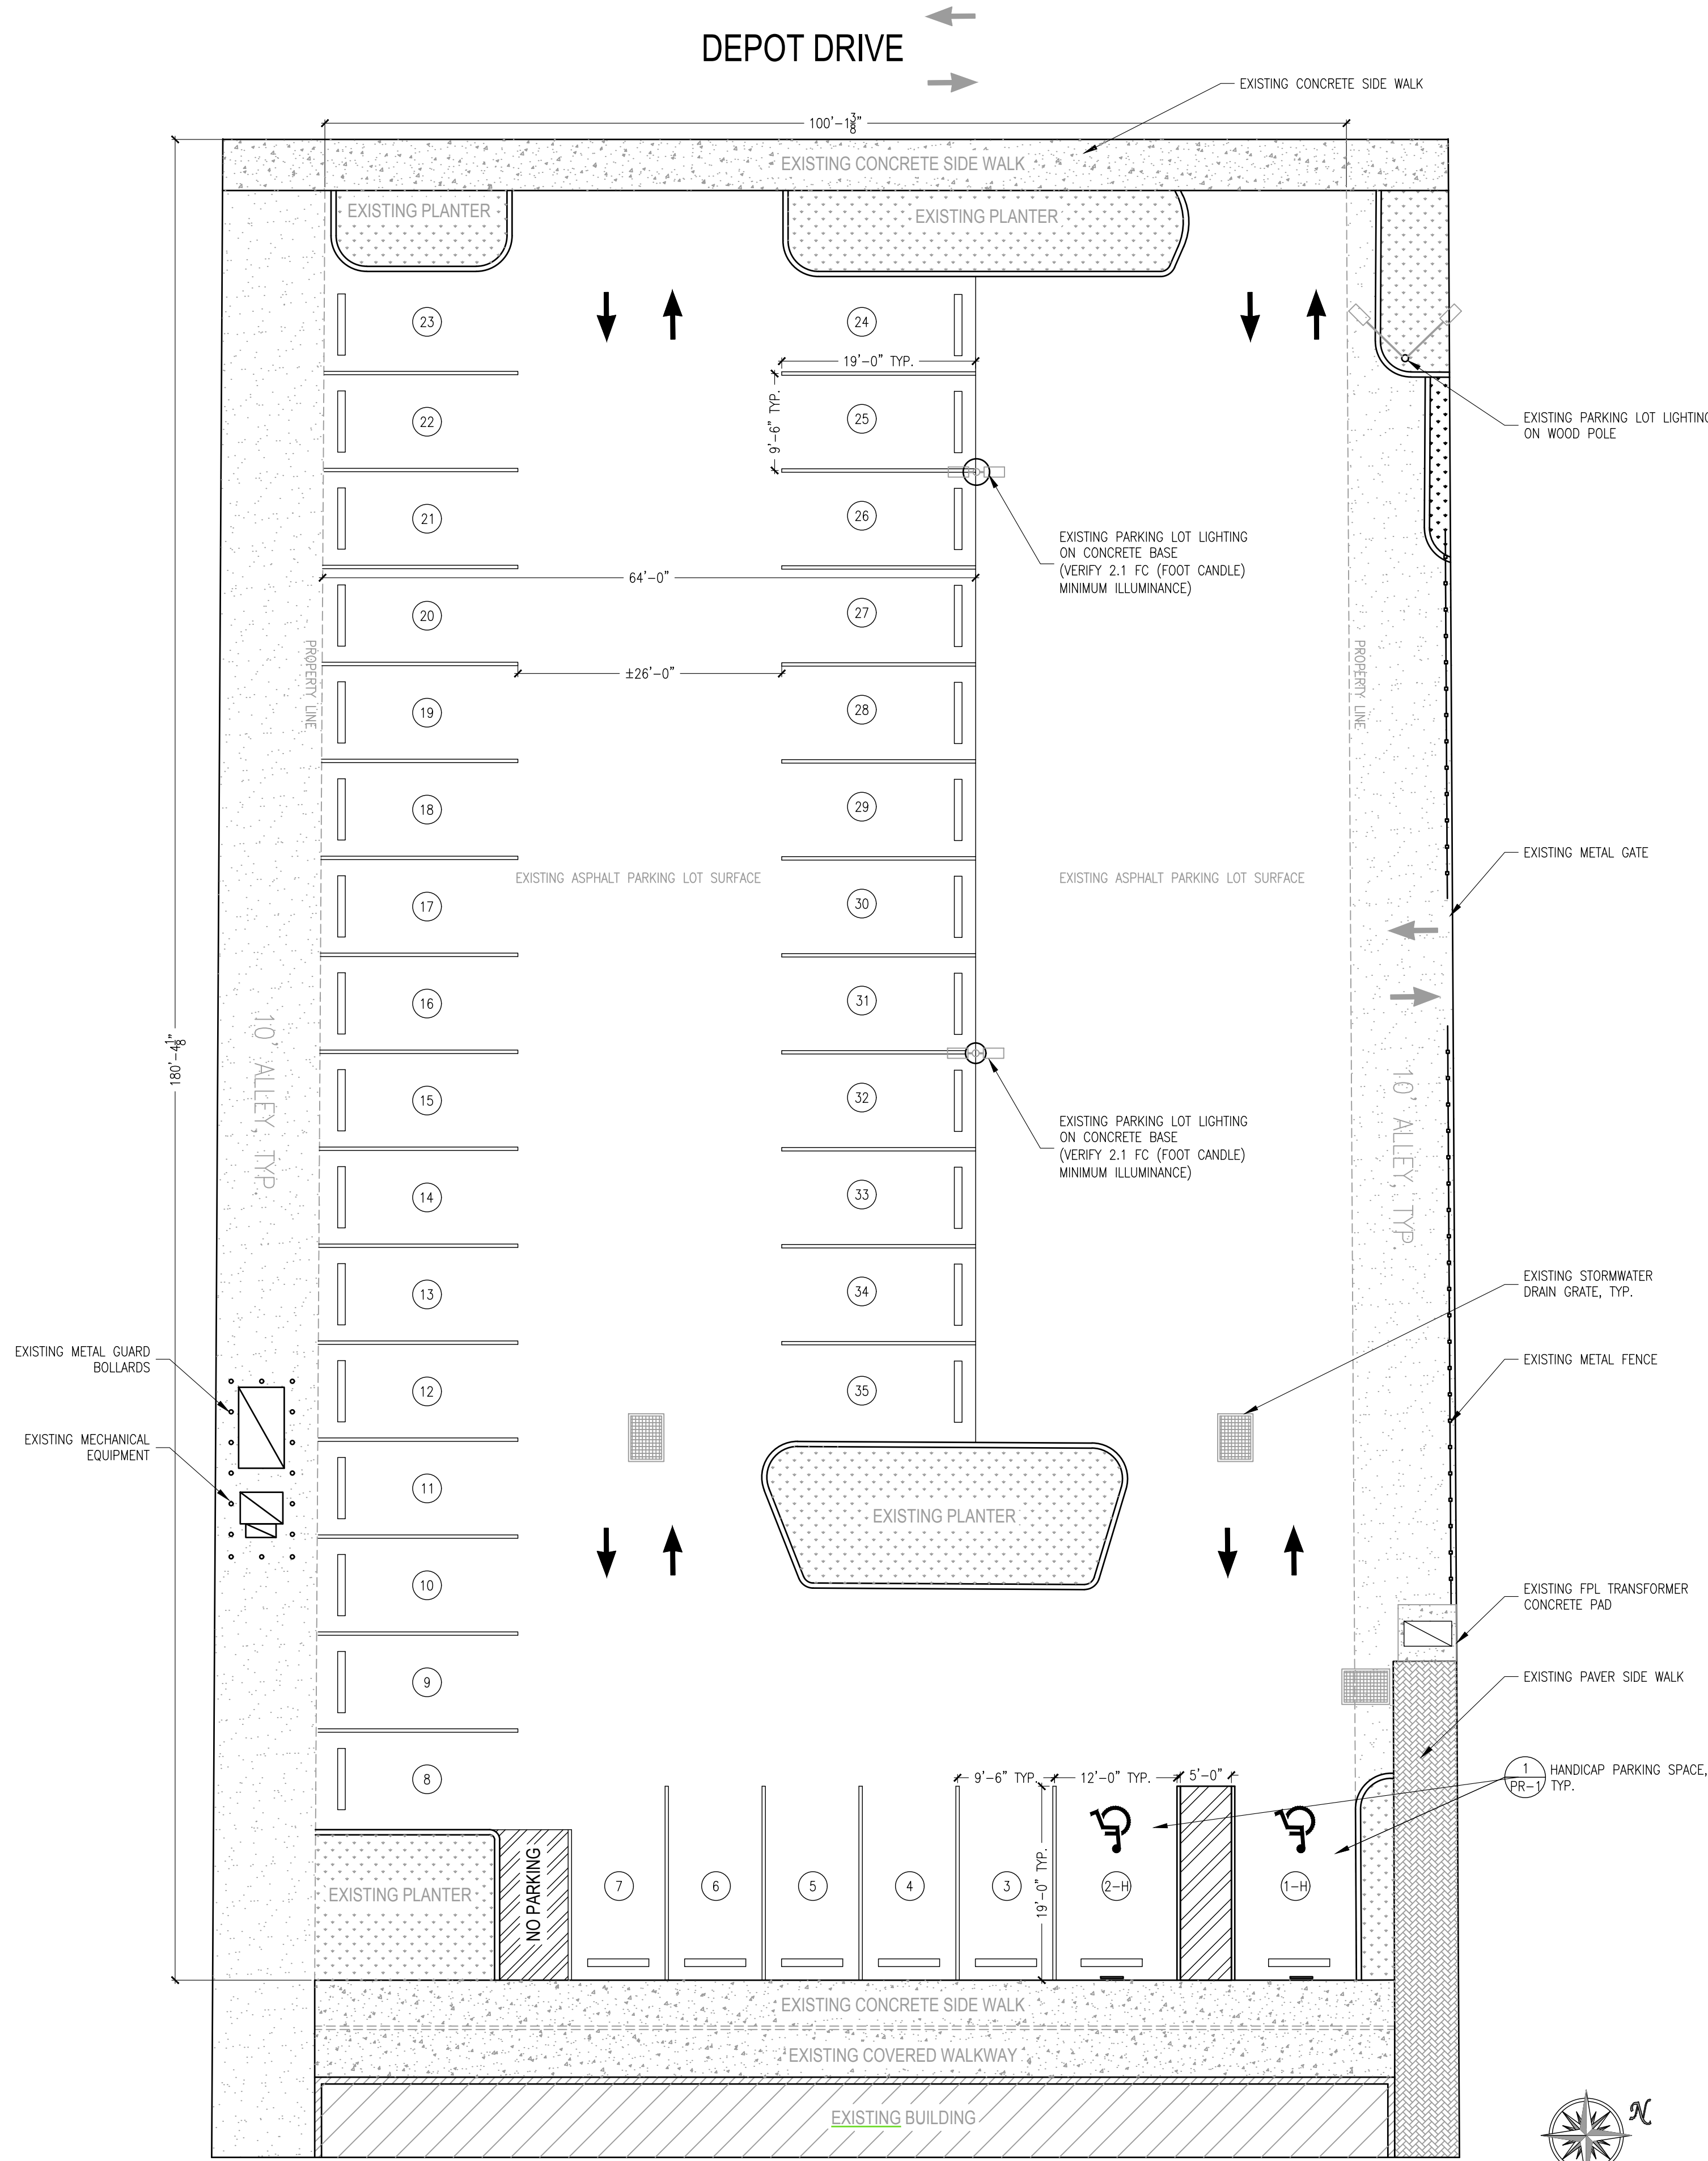 DEPOT DRIVE
EXISTING CONCRETE SIDE WALK
100'-1 3/8"
EXISTING CONCRETE SIDE WALK
EXISTING PLANTER
EXISTING PLANTER
23
24
19'-0" TYP.
9'-6" TYP.
22
25
EXISTING PARKING LOT LIGHTING
ON WOOD POLE
21
26
EXISTING PARKING LOT LIGHTING
ON CONCRETE BASE
(VERIFY 2.1 FC (FOOT CANDLE)
MINIMUM ILLUMINANCE)
64'-0"
20
27
PROPERTY LINE
PROPERTY LINE
±26'-0"
19
28
18
29
EXISTING METAL GATE
EXISTING ASPHALT PARKING LOT SURFACE
EXISTING ASPHALT PARKING LOT SURFACE
17
30
16
31
180'-4 1/8"
10' ALLEY, TYP
10' ALLEY, TYP
15
32
EXISTING PARKING LOT LIGHTING
ON CONCRETE BASE
(VERIFY 2.1 FC (FOOT CANDLE)
MINIMUM ILLUMINANCE)
14
33
13
34
EXISTING STORMWATER
DRAIN GRATE, TYP.
EXISTING METAL GUARD
BOLLARDS
EXISTING METAL FENCE
12
35
EXISTING MECHANICAL
EQUIPMENT
11
EXISTING PLANTER
10
EXISTING FPL TRANSFORMER
CONCRETE PAD
9
EXISTING PAVER SIDE WALK
8
9'-6" TYP.
12'-0" TYP.
5'-0"
1
PR-1
HANDICAP PARKING SPACE,
TYP.
EXISTING PLANTER
NO PARKING
7
6
5
4
3
19'-0" TYP.
2-H
1-H
EXISTING CONCRETE SIDE WALK
EXISTING COVERED WALKWAY
EXISTING BUILDING
N